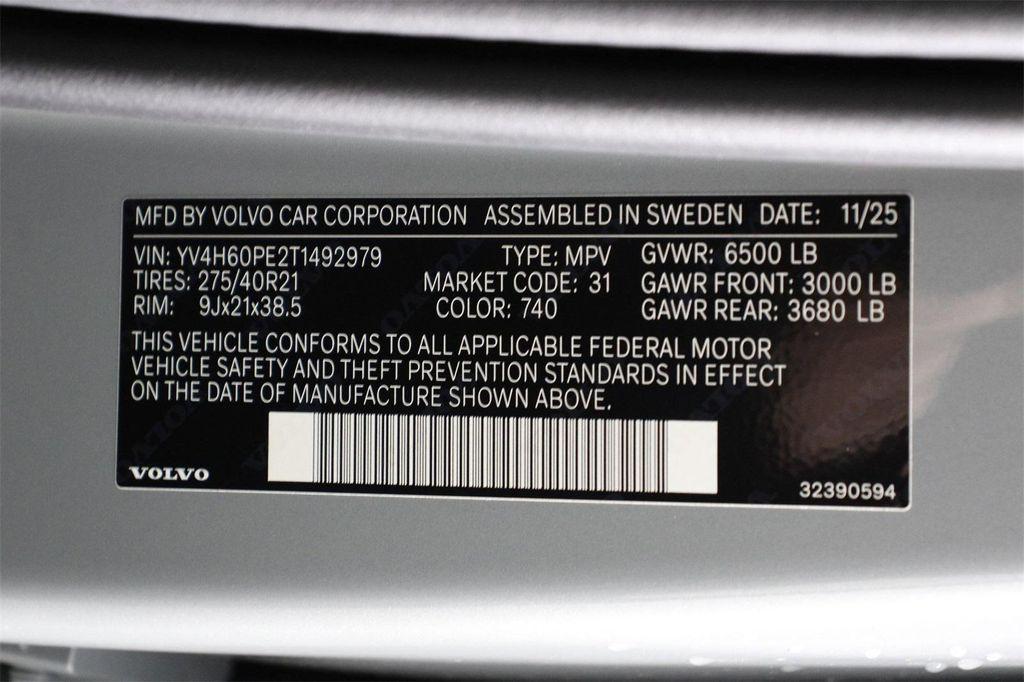 MFD BY VOLVO CAR CORPORATION ASSEMBLED IN SWEDEN DATE: 11/25
VIN: YV4H60PE2T1492979 TYPE: MPV GVWR: 6500 LB
TIRES: 275/40R21 MARKET CODE: 31 GAWR FRONT: 3000 LB
RIM: 9Jx21x38.5 COLOR: 740 GAWR REAR: 3680 LB
THIS VEHICLE CONFORMS TO ALL APPLICABLE FEDERAL MOTOR
VEHICLE SAFETY AND THEFT PREVENTION STANDARDS IN EFFECT
ON THE DATE OF MANUFACTURE SHOWN ABOVE.
VOLVO 32390594